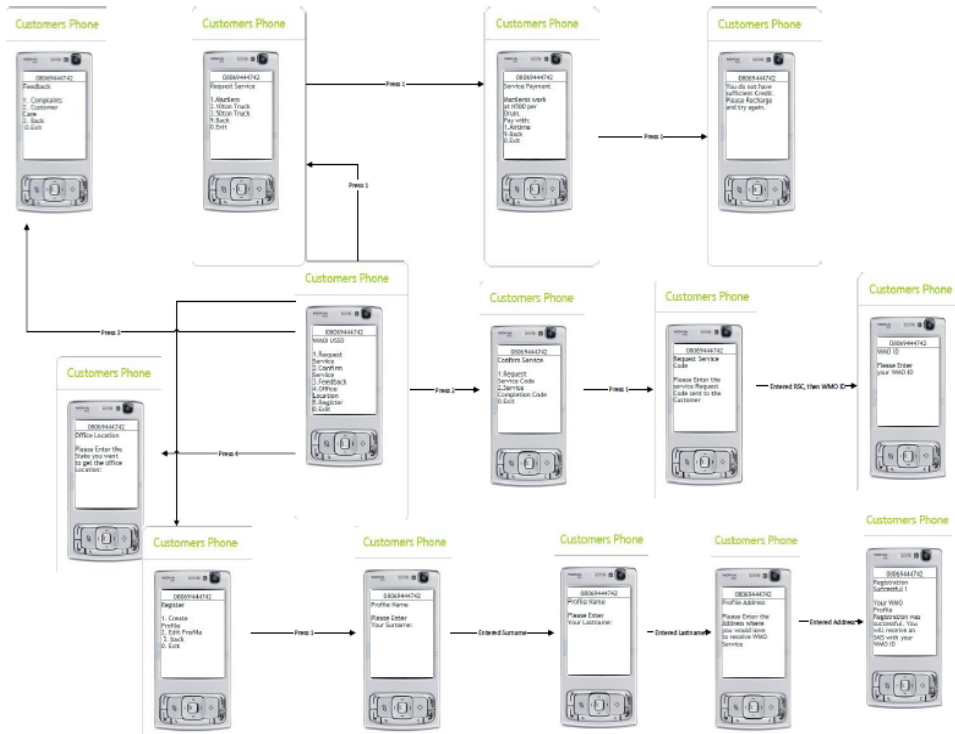 Customers Phone
08069444742
Feedback
1. Complaints
2. Customer
Care
3. Back
0.Exit
Customers Phone
08069444742
Request Service
2.10ton Truck
3.50ton Truck
9.Back
0.Exit
Press 1
Customers Phone
08069444742
Service Payment
work
at N500 per
Drum.
Pay with:
1.Airtime
9.Back
0.Exit
Press 1
Customers Phone
08069444742
You do not have
sufficient Credit.
Please Recharge
and try again.
Press 1
Customers Phone
08069444742
WMO USSD
1.Request
Service
2.Confirm
Service
3.Feedback
4.Office
Location
5.Register
0.Exit
Press 3
Press 2
Customers Phone
08069444742
Confirm Service
1.Request
Service Code
2.Service
Completion Code
0.Exit
Press 1
Customers Phone
08069444742
Request Service
Code
Please Enter the
service Request
Code sent to the
Customer
Entered RSC, then WMO ID
Customers Phone
08069444742
WMO ID
Please Enter
your WMO ID
Customers Phone
08069444742
Office Location
Please Enter the
State you want
to get the office
Location:
Press 4
Customers Phone
08069444742
Register
1. Create
Profile
2. Edit Profile
3. back
0. Exit
Press 1
Customers Phone
08069444742
Profile Name
Please Enter
Your Surname:
Entered Surname
Customers Phone
08069444742
Profile Name
Please Enter
Your Lastname:
Entered Lastname
Customers Phone
08069444742
Profile Address
Please Enter the
Address where
you would love
to receive WMO
Service
Entered Address
Customers Phone
08069444742
Registration
Successful !
Your WMO
Profile
Registration was
successful. You
will receive an
SMS with your
WMO ID